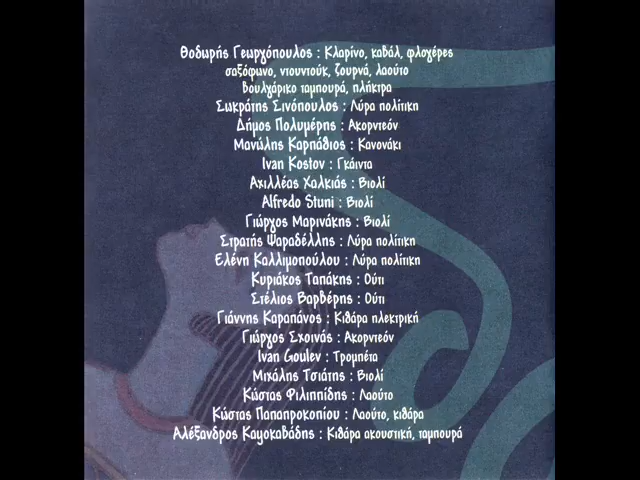 Θοδωρής Γεωργόπουλος : Κλαρίνο, καβάλ, φλογέρες
σαξόφωνο, ντουντούκ, ζουρνά, λαούτο
Βουλγάρικο ταμπουρά, πλήκτρα
Σωκράτης Σινόπουλος : Λύρα πολίτικη
Δήμος Πολυμέρης : Ακορντεόν
Μανώλης Καρπάθιος : Κανονάκι
Ivan Kostov : Γκάιντα
Αχιλλέας Χαλκιάς : Βιολί
Alfredo Stuni : Βιολί
Γιώργος Μαρινάκης : Βιολί
Στρατής Ψαραδέλλης : Λύρα πολίτικη
Ελένη Καλλιμοπούλου : Λύρα πολίτικη
Κυριάκος Ταπάκης : Ούτι
Στέλιος Βαρβέρης : Ούτι
Γιάννης Καραπάνος : Κιθάρα ηλεκτρική
Γιώργος Σχοινάς : Ακορντεόν
Ivan Goulev : Τρομπέτα
Μιχάλης Τσιάτης : Βιολί
Κώστας Φιλιππίδης : Λαούτο
Κώστας Παπαπροκοπίου : Λαούτο, κιθάρα
Αλέξανδρος Καψοκαβάδης : Κιθάρα ακουστική, ταμπουρά